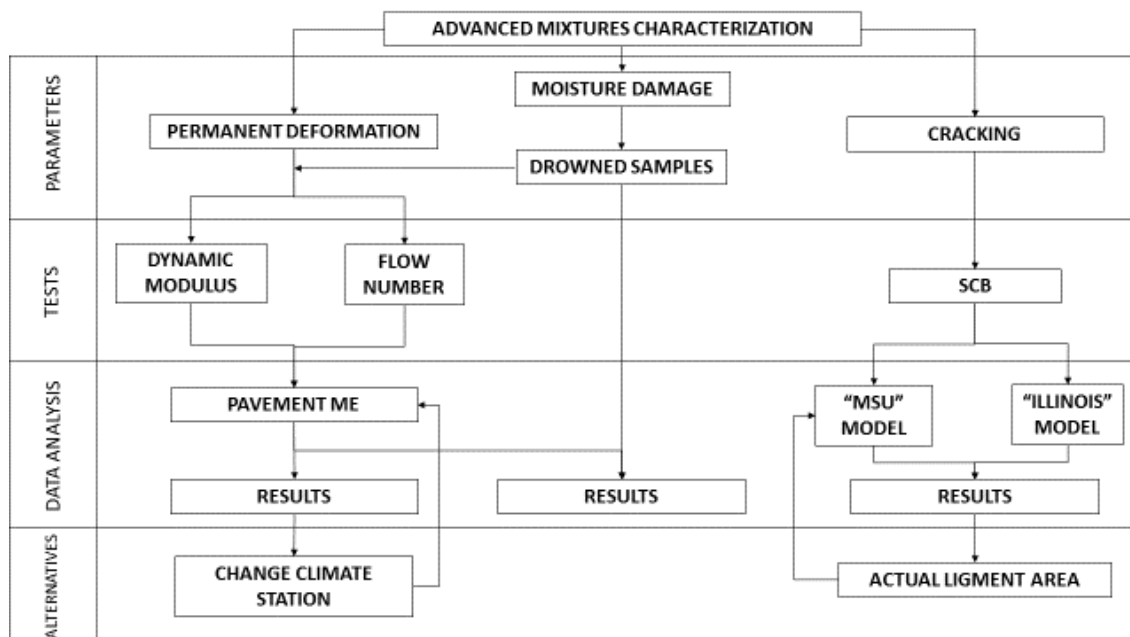 ADVANCED MIXTURES CHARACTERIZATION
PARAMETERS
MOISTURE DAMAGE
PERMANENT DEFORMATION
CRACKING
DROWNED SAMPLES
TESTS
DYNAMIC
MODULUS
FLOW
NUMBER
SCB
DATA ANALYSIS
PAVEMENT ME
“MSU”
MODEL
“ILLINOIS”
MODEL
RESULTS
RESULTS
RESULTS
ALTERNATIVES
CHANGE CLIMATE
STATION
ACTUAL LIGMENT AREA